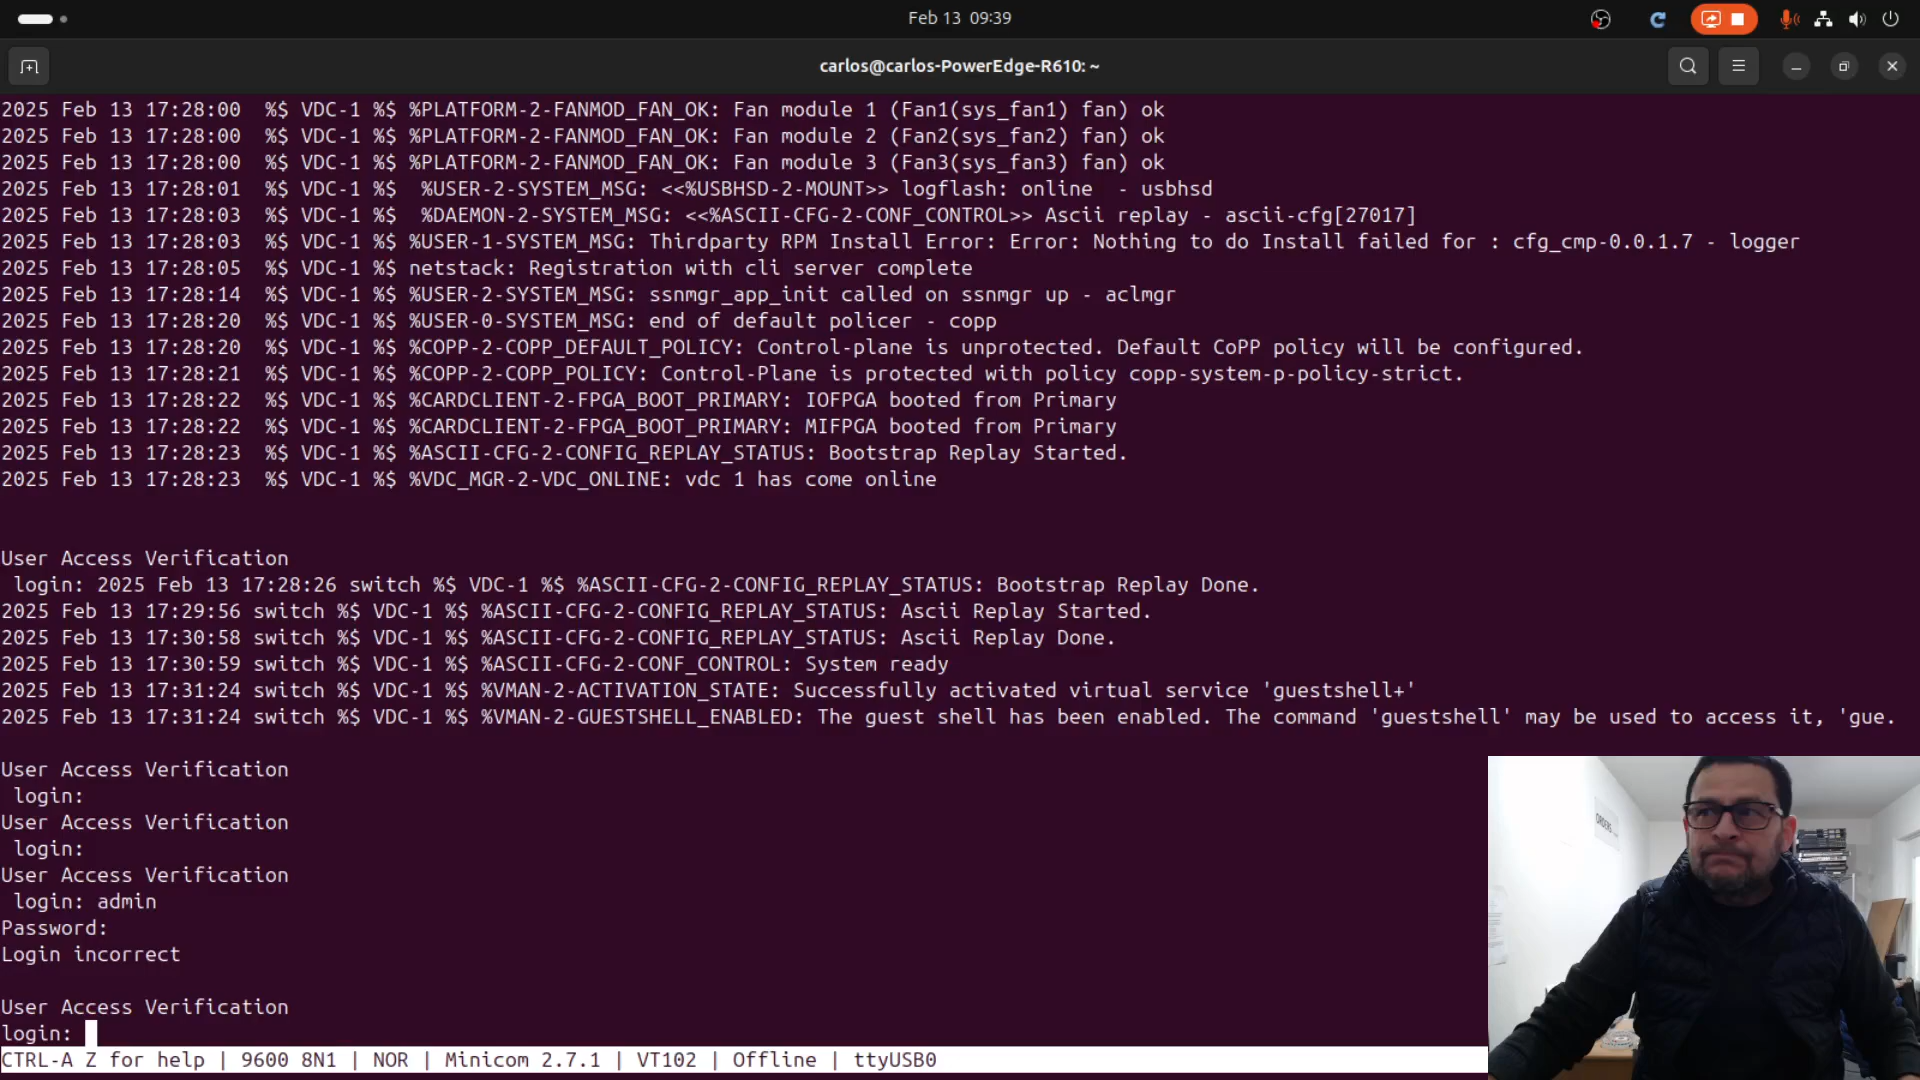 Feb 13 09:39
carlos@carlos-PowerEdge-R610: ~
2025 Feb 13 17:28:00  %$ VDC-1 %$ %PLATFORM-2-FANMOD_FAN_OK: Fan module 1 (Fan1(sys_fan1) fan) ok
2025 Feb 13 17:28:00  %$ VDC-1 %$ %PLATFORM-2-FANMOD_FAN_OK: Fan module 2 (Fan2(sys_fan2) fan) ok
2025 Feb 13 17:28:00  %$ VDC-1 %$ %PLATFORM-2-FANMOD_FAN_OK: Fan module 3 (Fan3(sys_fan3) fan) ok
2025 Feb 13 17:28:01  %$ VDC-1 %$  %USER-2-SYSTEM_MSG: <<%USBHSD-2-MOUNT>> logflash: online  - usbhsd
2025 Feb 13 17:28:03  %$ VDC-1 %$  %DAEMON-2-SYSTEM_MSG: <<%ASCII-CFG-2-CONF_CONTROL>> Ascii replay - ascii-cfg[27017]
2025 Feb 13 17:28:03  %$ VDC-1 %$ %USER-1-SYSTEM_MSG: Thirdparty RPM Install Error: Error: Nothing to do Install failed for : cfg_cmp-0.0.1.7 - logger
2025 Feb 13 17:28:05  %$ VDC-1 %$ netstack: Registration with cli server complete
2025 Feb 13 17:28:14  %$ VDC-1 %$ %USER-2-SYSTEM_MSG: ssnmgr_app_init called on ssnmgr up - aclmgr
2025 Feb 13 17:28:20  %$ VDC-1 %$ %USER-0-SYSTEM_MSG: end of default policer - copp
2025 Feb 13 17:28:20  %$ VDC-1 %$ %COPP-2-COPP_DEFAULT_POLICY: Control-plane is unprotected. Default CoPP policy will be configured.
2025 Feb 13 17:28:21  %$ VDC-1 %$ %COPP-2-COPP_POLICY: Control-Plane is protected with policy copp-system-p-policy-strict.
2025 Feb 13 17:28:22  %$ VDC-1 %$ %CARDCLIENT-2-FPGA_BOOT_PRIMARY: IOFPGA booted from Primary
2025 Feb 13 17:28:22  %$ VDC-1 %$ %CARDCLIENT-2-FPGA_BOOT_PRIMARY: MIFPGA booted from Primary
2025 Feb 13 17:28:23  %$ VDC-1 %$ %ASCII-CFG-2-CONFIG_REPLAY_STATUS: Bootstrap Replay Started.
2025 Feb 13 17:28:23  %$ VDC-1 %$ %VDC_MGR-2-VDC_ONLINE: vdc 1 has come online
User Access Verification
login: 2025 Feb 13 17:28:26 switch %$ VDC-1 %$ %ASCII-CFG-2-CONFIG_REPLAY_STATUS: Bootstrap Replay Done.
2025 Feb 13 17:29:56 switch %$ VDC-1 %$ %ASCII-CFG-2-CONFIG_REPLAY_STATUS: Ascii Replay Started.
2025 Feb 13 17:30:58 switch %$ VDC-1 %$ %ASCII-CFG-2-CONFIG_REPLAY_STATUS: Ascii Replay Done.
2025 Feb 13 17:30:59 switch %$ VDC-1 %$ %ASCII-CFG-2-CONF_CONTROL: System ready
2025 Feb 13 17:31:24 switch %$ VDC-1 %$ %VMAN-2-ACTIVATION_STATE: Successfully activated virtual service 'guestshell+'
2025 Feb 13 17:31:24 switch %$ VDC-1 %$ %VMAN-2-GUESTSHELL_ENABLED: The guest shell has been enabled. The command 'guestshell' may be used to access it, 'gue.
User Access Verification
login:
User Access Verification
login:
User Access Verification
login: admin
Password:
Login incorrect
User Access Verification
login:
CTRL-A Z for help | 9600 8N1 | NOR | Minicom 2.7.1 | VT102 | Offline | ttyUSB0
ORDERS